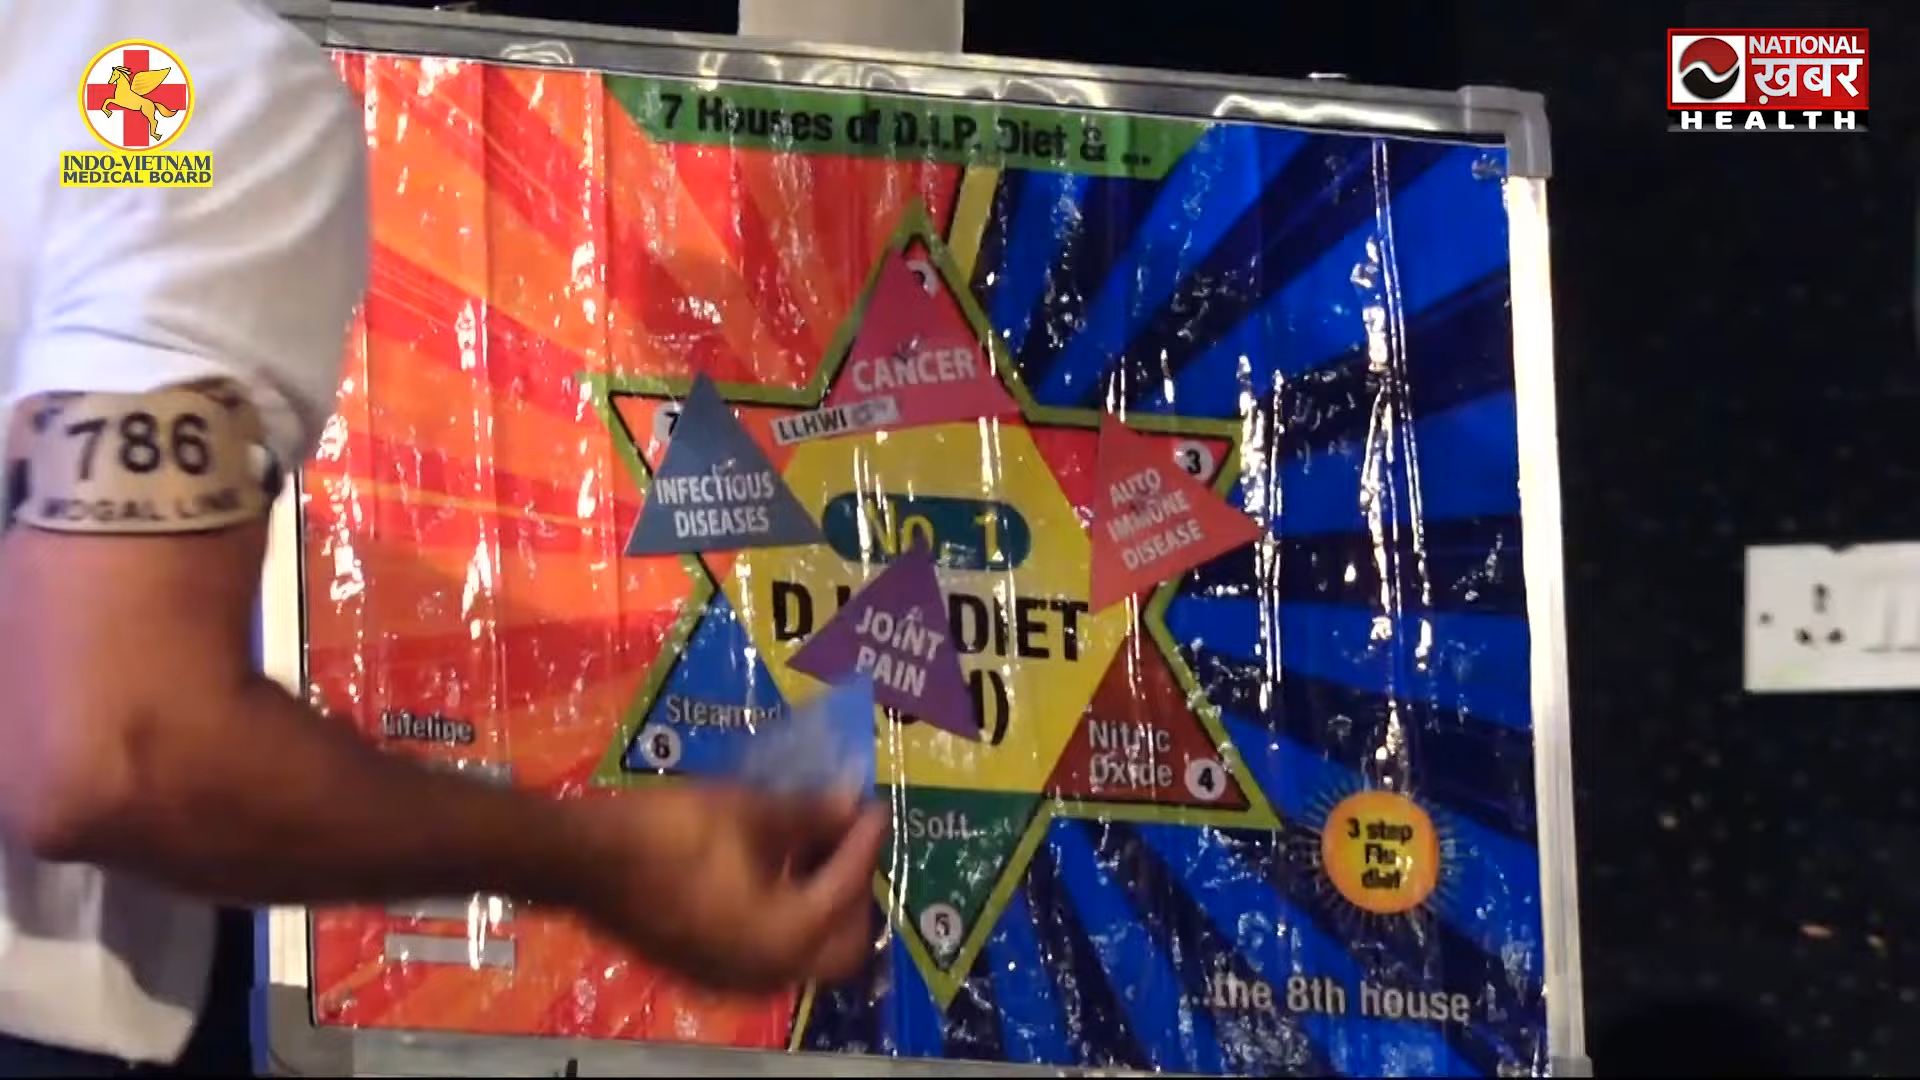 INDO-VIETNAM
MEDICAL BOARD
NATIONAL
ख़बर
HEALTH
7 Houses of D.I.P. Diet & ...
CANCER
LLHWI
7
INFECTIOUS
DISEASES
3
AUTO
IMMUNE
DISEASE
786
MOGAL LINE
No. 1
DIET
JOINT
PAIN
Steamed
6
Nitric
Oxide
4
Soft
5
3 step
Flu
diet
...the 8th house